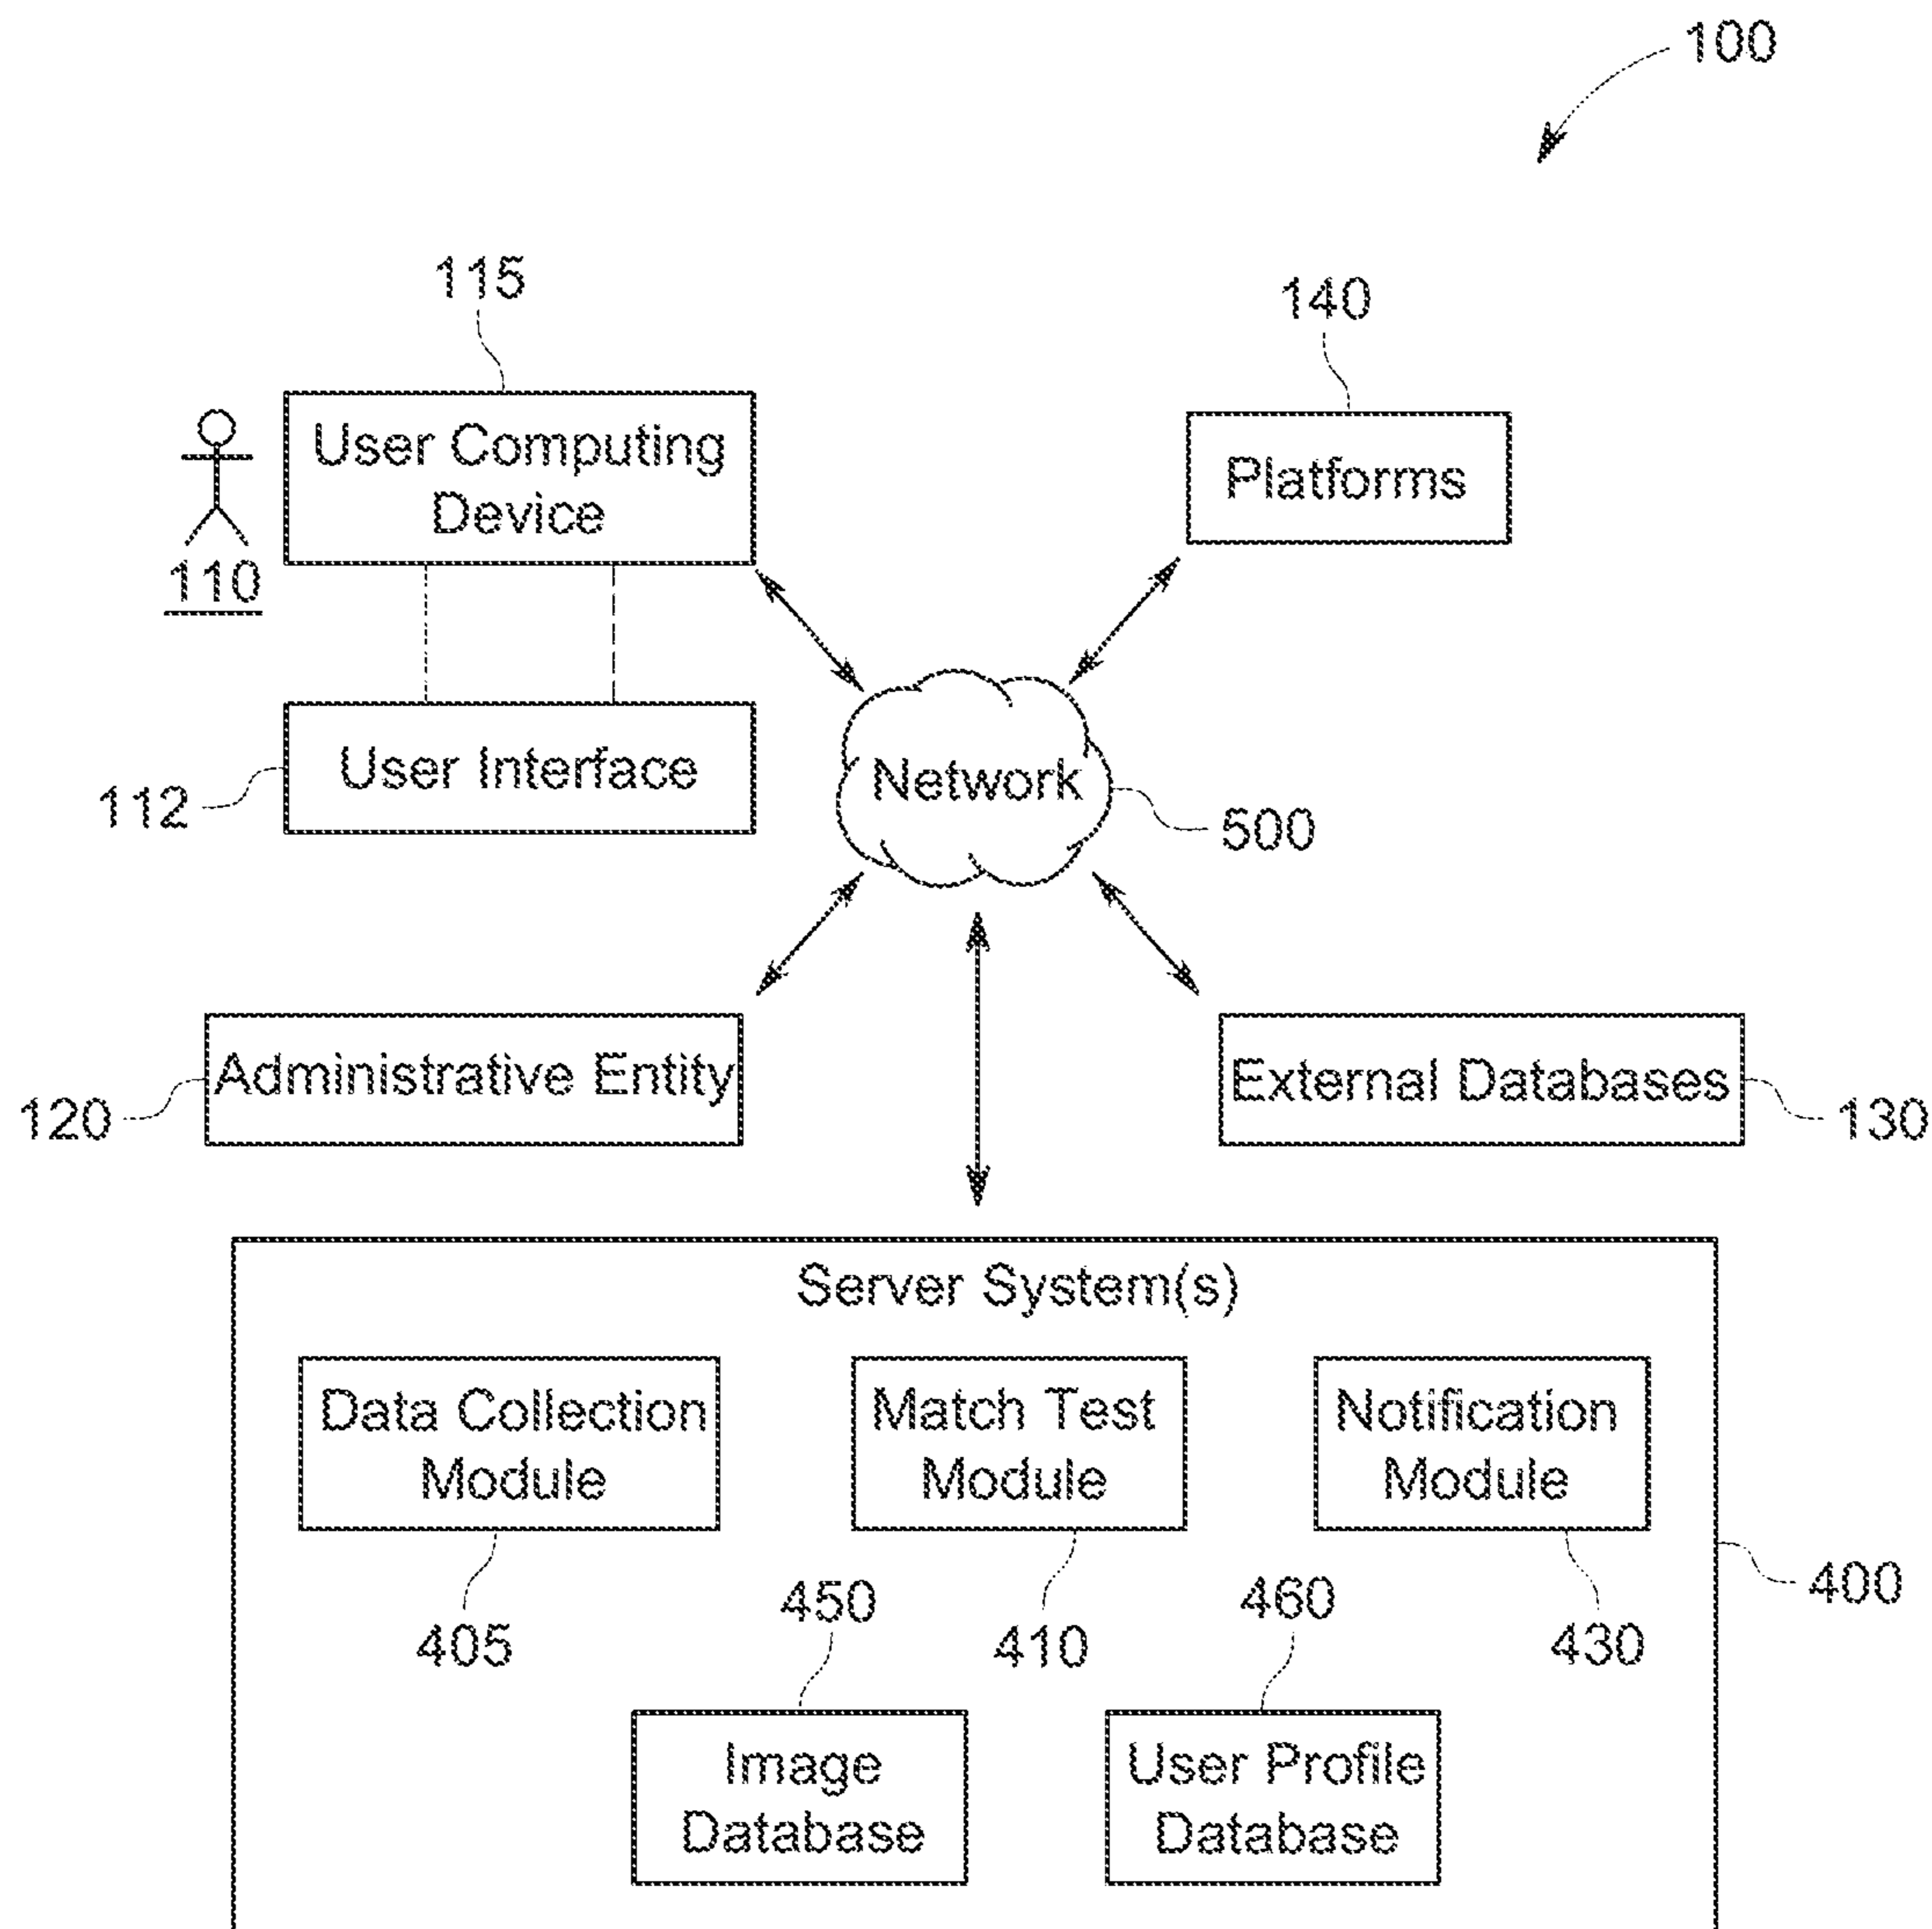 100
115
140
User Computing
Device
Platforms
110
User Interface
112
Network
500
Administrative Entity
120
External Databases
130
Server System(s)
Data Collection
Module
Match Test
Module
Notification
Module
400
405
450
410
460
430
Image
Database
User Profile
Database